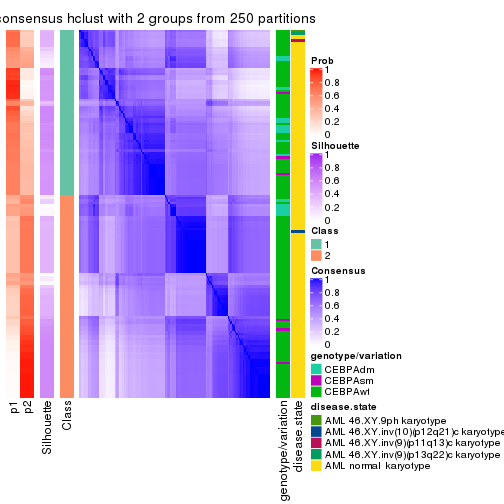 consensus hclust with 2 groups from 250 partitions
Prob
1
0.8
0.6
0.4
0.2
0
Silhouette
1
0.8
0.6
0.4
0.2
0
Class
1
2
Consensus
1
0.8
0.6
0.4
0.2
0
genotype/variation
CEBPAdm
CEBPAsm
CEBPAwt
disease.state
AML 46.XY.9ph karyotype
AML 46.XY.inv(10)(p12q21)c karyotype
AML 46.XY.inv(9)(p11q13)c karyotype
AML 46.XY.inv(9)(p13q22)c karyotype
AML normal karyotype
p1
p2
Silhouette
Class
genotype/variation
disease.state